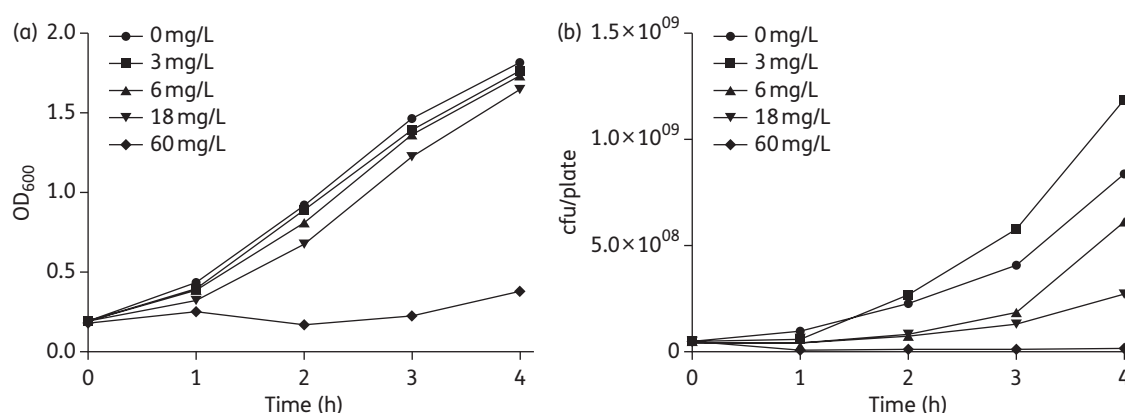 (a)
2.0
1.5
1.0
0.5
0.0
OD600
0 mg/L
3 mg/L
6 mg/L
18 mg/L
60 mg/L
0 1 2 3 4
Time (h)
(b)
1.5×10^09
1.0×10^09
5.0×10^08
0
cfu/plate
0 mg/L
3 mg/L
6 mg/L
18 mg/L
60 mg/L
0 1 2 3 4
Time (h)